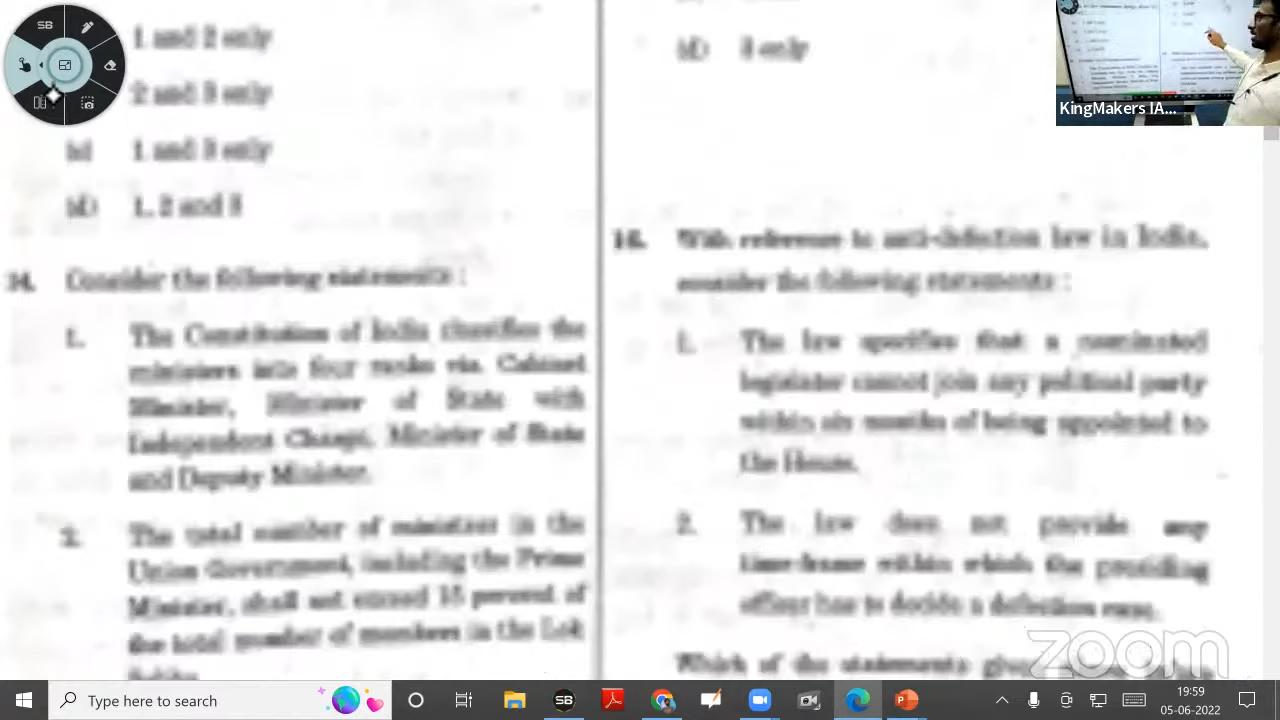 SB
1 and 2 only
2 and 3 only
(c) 1 and 3 only
(d) 1, 2 and 3
14. Consider the following statements :
1. The Constitution of India classifies the
ministers into four ranks viz. Cabinet
Minister, Minister of State with
Independent Charge, Minister of State
and Deputy Minister.
2. The total number of ministers in the
Union Government, including the Prime
Minister, shall not exceed 15 percent of
the total number of members in the Lok
(d) 3 only
With reference to anti-defection law in India,
consider the following statements :
1. The law specifies that a nominated
legislator cannot join any political party
within six months of being appointed to
the House.
2. The law does not provide any
time-frame within which the presiding
officer has to decide a defection case.
Which of the statements given
KingMakers IA...
zoom
Type here to search
SB
19:59
05-06-2022